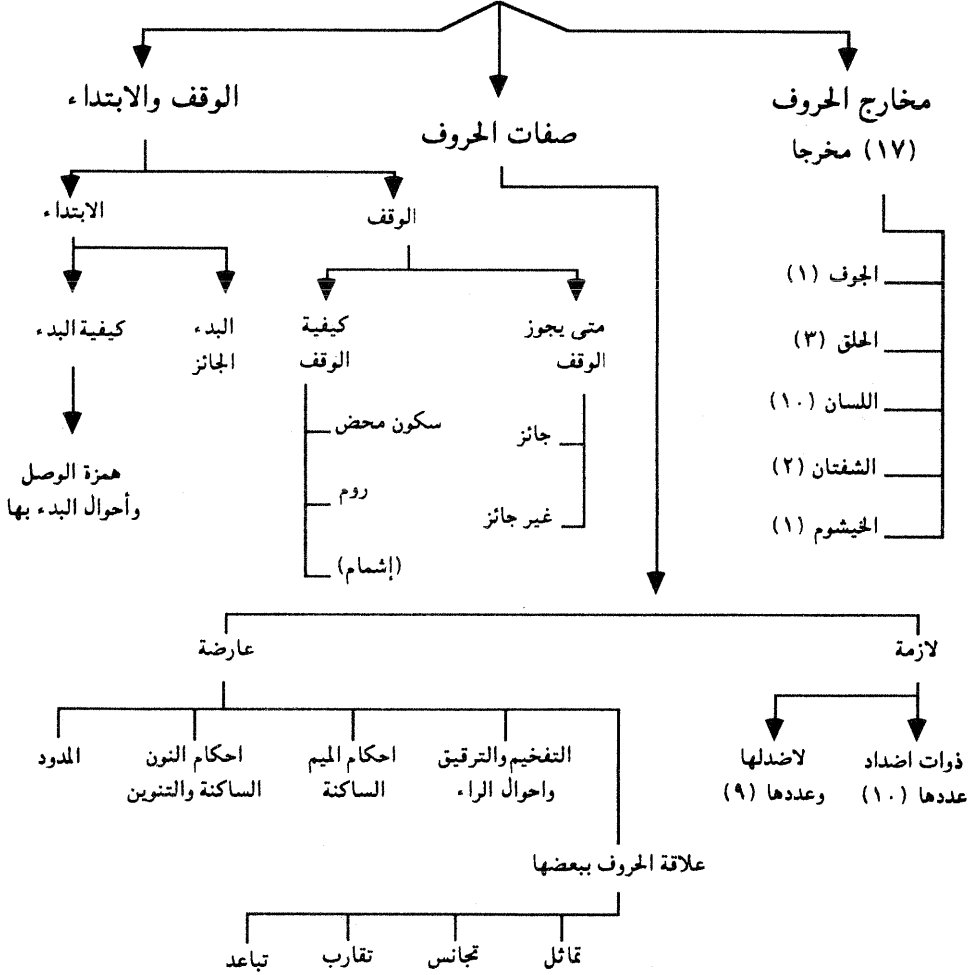 مخارج الحروف
(١٧) مخرجا
الجوف (١)
الحلق (٣)
اللسان (١٠)
الشفتان (٢)
الخيشوم (١)
صفات الحروف
الوقف والابتداء
الوقف
الابتداء
متى يجوز
الوقف
جائز
غير جائز
كيفية
الوقف
سكون محض
روم
(إشمام)
البدء
الجائز
كيفية البدء
همزة الوصل
وأحوال البدء بها
لازمة
ذوات اضداد
عددها (١٠)
لاضدلها
وعددها (٩)
عارضة
التفخيم والترقيق
واحوال الراء
احكام الميم
الساكنة
احكام النون
الساكنة والتنوين
المدود
علاقة الحروف ببعضها
تماثل
تجانس
تقارب
تباعد